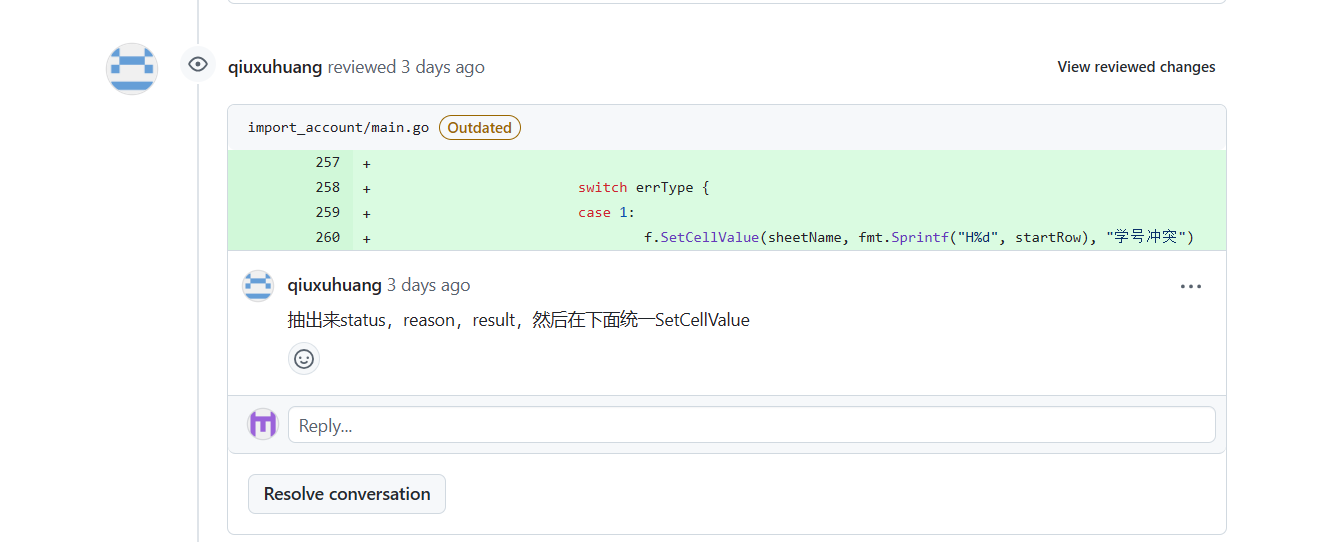 qiuxuhuang reviewed 3 days ago View reviewed changes
import_account/main.go Outdated
257 +
258 + switch errType {
259 + case 1:
260 + f.SetCellValue(sheetName, fmt.Sprintf("H%d", startRow), "学号冲突")
qiuxuhuang 3 days ago
抽出来status，reason，result，然后在下面统一SetCellValue
Reply...
Resolve conversation